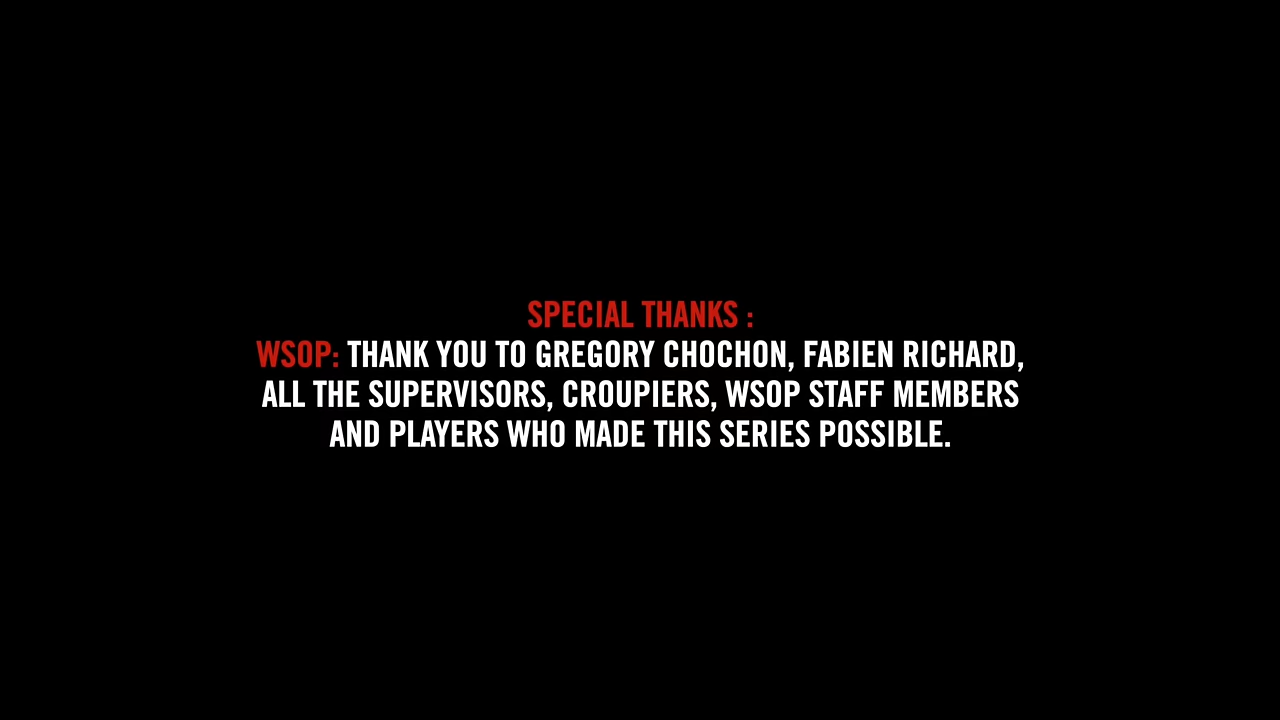 SPECIAL THANKS :
WSOP: THANK YOU TO GREGORY CHOCHON, FABIEN RICHARD,
ALL THE SUPERVISORS, CROUPIERS, WSOP STAFF MEMBERS
AND PLAYERS WHO MADE THIS SERIES POSSIBLE.